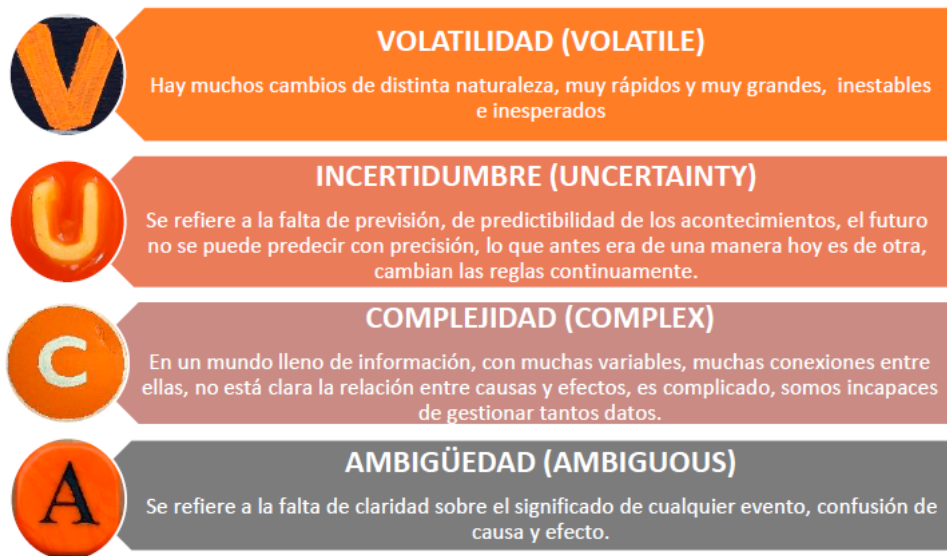 V
VOLATILIDAD (VOLATILE)
Hay muchos cambios de distinta naturaleza, muy rápidos y muy grandes, inestables
e inesperados
U
INCERTIDUMBRE (UNCERTAINTY)
Se refiere a la falta de previsión, de predictibilidad de los acontecimientos, el futuro
no se puede predecir con precisión, lo que antes era de una manera hoy es de otra,
cambian las reglas continuamente.
C
COMPLEJIDAD (COMPLEX)
En un mundo lleno de información, con muchas variables, muchas conexiones entre
ellas, no está clara la relación entre causas y efectos, es complicado, somos incapaces
de gestionar tantos datos.
A
AMBIGÜEDAD (AMBIGUOUS)
Se refiere a la falta de claridad sobre el significado de cualquier evento, confusión de
causa y efecto.